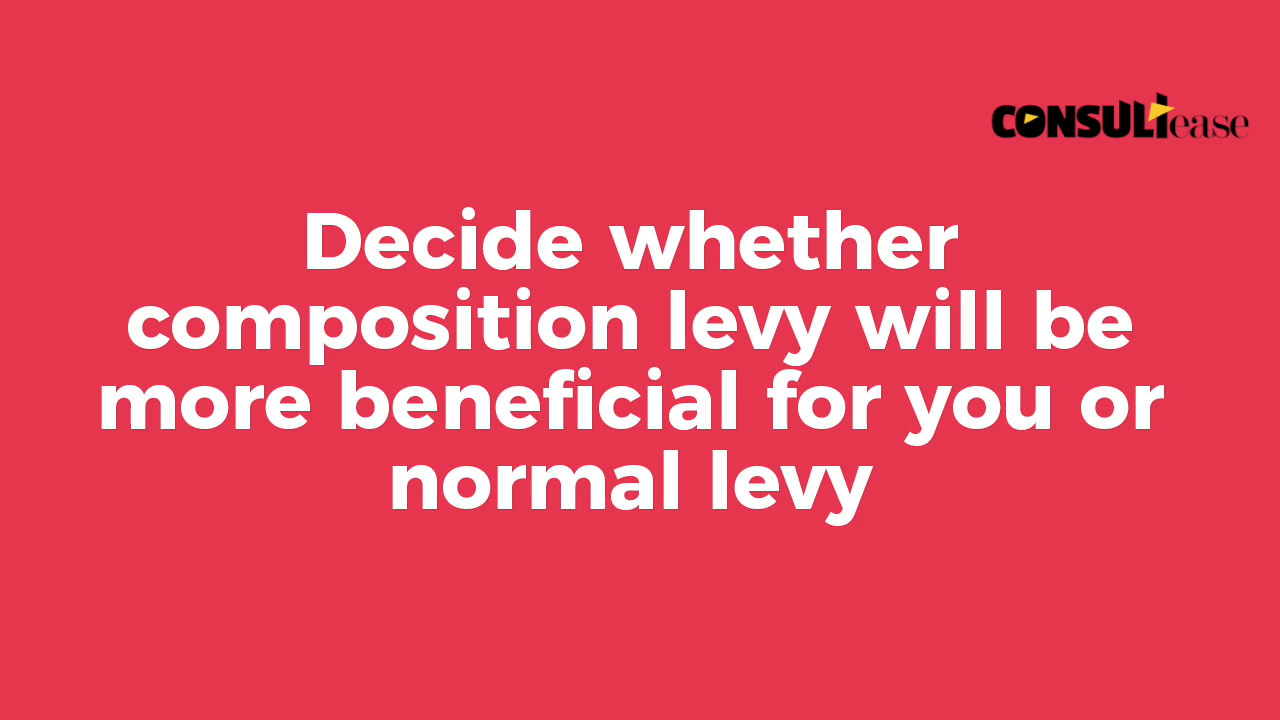 CONSULTease
Decide whether
composition levy will be
more beneficial for you or
normal levy